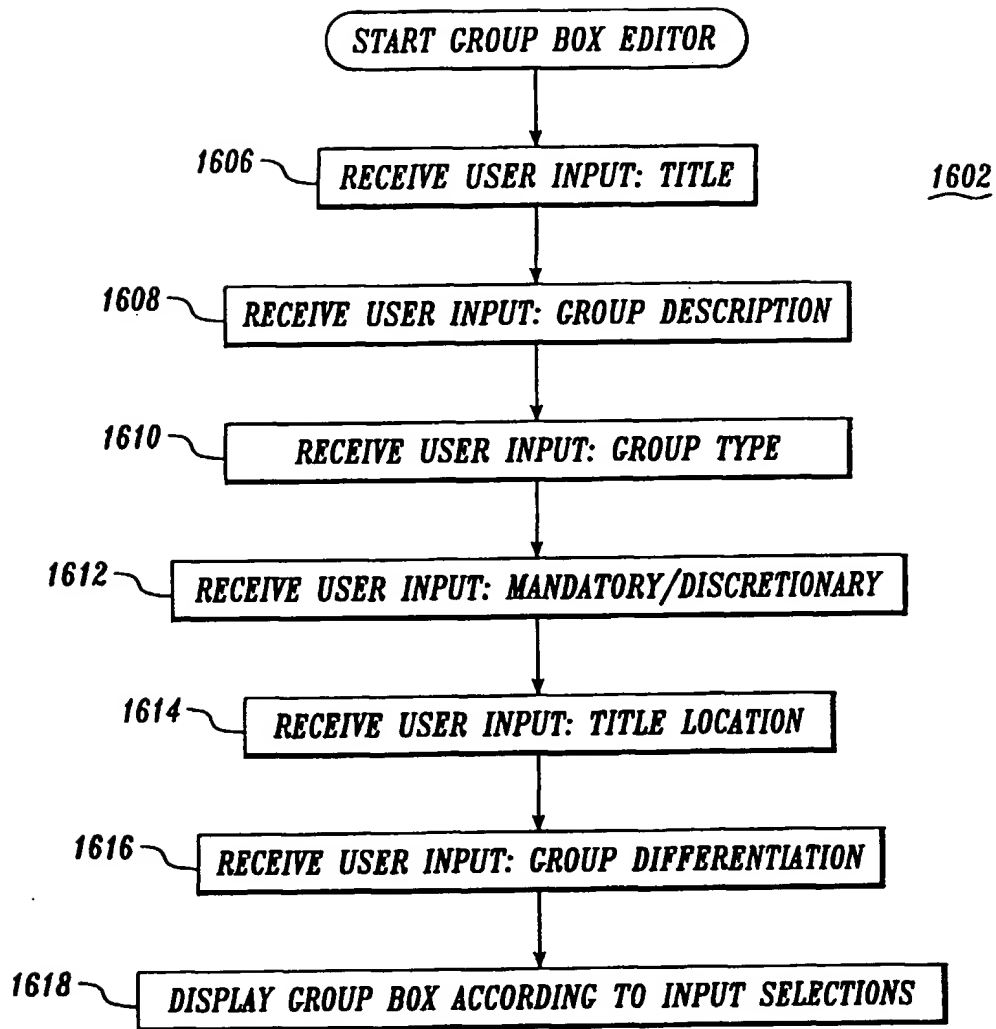 START GROUP BOX EDITOR
1606 RECEIVE USER INPUT: TITLE
1602
1608 RECEIVE USER INPUT: GROUP DESCRIPTION
1610 RECEIVE USER INPUT: GROUP TYPE
1612 RECEIVE USER INPUT: MANDATORY/DISCRETIONARY
1614 RECEIVE USER INPUT: TITLE LOCATION
1616 RECEIVE USER INPUT: GROUP DIFFERENTIATION
1618 DISPLAY GROUP BOX ACCORDING TO INPUT SELECTIONS